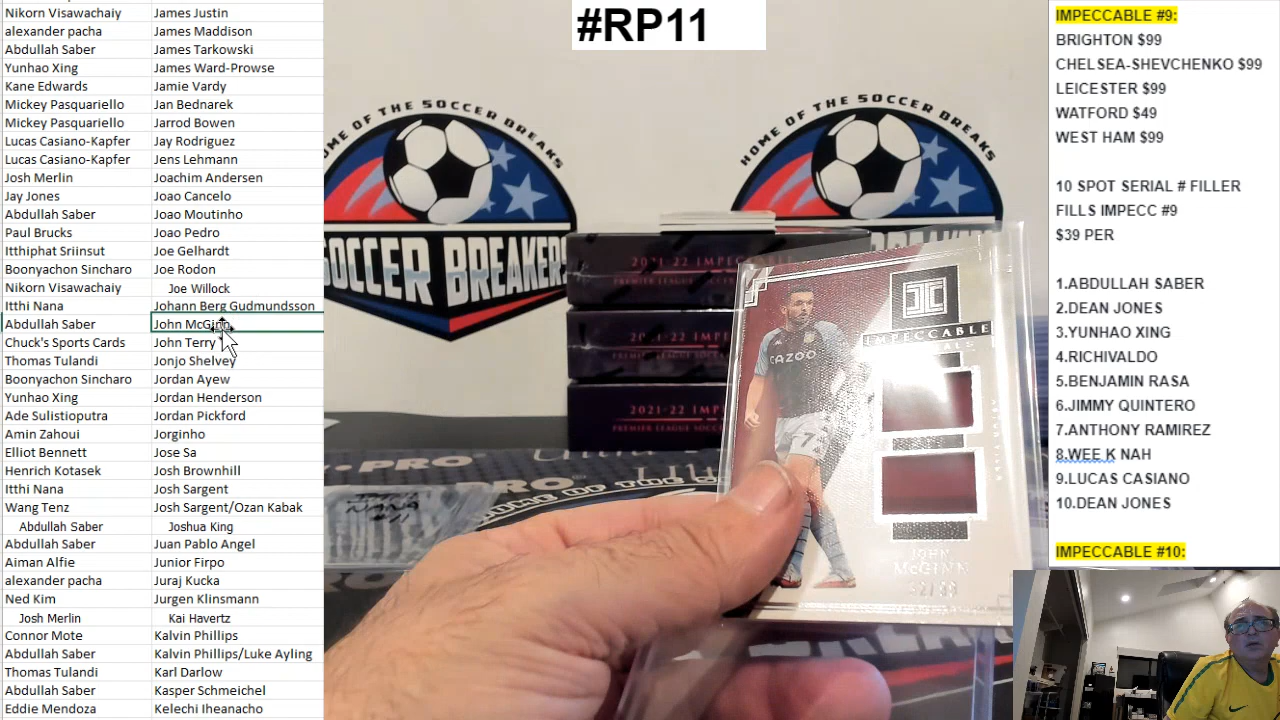 Nikorn Visawachaiy James Justin
alexander pacha James Maddison
Abdullah Saber James Tarkowski
Yunhao Xing James Ward-Prowse
Kane Edwards Jamie Vardy
Mickey Pasquariello Jan Bednarek
Mickey Pasquariello Jarrod Bowen
Lucas Casiano-Kapfer Jay Rodriguez
Lucas Casiano-Kapfer Jens Lehmann
Josh Merlin Joachim Andersen
Jay Jones Joao Cancelo
Abdullah Saber Joao Moutinho
Paul Brucks Joao Pedro
Itthiphat Sriinsut Joe Gelhardt
Boonyachon Sincharo Joe Rodon
Nikorn Visawachaiy Joe Willock
Itthi Nana Johann Berg Gudmundsson
Abdullah Saber John McGinn
Chuck's Sports Cards John Terry
Thomas Tulandi Jonjo Shelvey
Boonyachon Sincharo Jordan Ayew
Yunhao Xing Jordan Henderson
Ade Sulistioputra Jordan Pickford
Amin Zahoui Jorginho
Elliot Bennett Jose Sa
Henrich Kotasek Josh Brownhill
Itthi Nana Josh Sargent
Wang Tenz Josh Sargent/Ozan Kabak
Abdullah Saber Joshua King
Abdullah Saber Juan Pablo Angel
Aiman Alfie Junior Firpo
alexander pacha Juraj Kucka
Ned Kim Jurgen Klinsmann
Josh Merlin Kai Havertz
Connor Mote Kalvin Phillips
Abdullah Saber Kalvin Phillips/Luke Ayling
Thomas Tulandi Karl Darlow
Abdullah Saber Kasper Schmeichel
Eddie Mendoza Kelechi Iheanacho
#RP11
HOME OF THE SOCCER BREAKS
SOCCER BREAKERS
HOME OF THE SOCCER BREAKS
2021-22 IMPECCABLE
2021-22 IMP
PREMIER LEAGUE SOCC
NANA
#11
CAZOO
7
IMPECCABLE
JOHN
McGINN
IMPECCABLE #9:
BRIGHTON $99
CHELSEA-SHEVCHENKO $99
LEICESTER $99
WATFORD $49
WEST HAM $99
10 SPOT SERIAL # FILLER
FILLS IMPECC #9
$39 PER
1.ABDULLAH SABER
2.DEAN JONES
3.YUNHAO XING
4.RICHIVALDO
5.BENJAMIN RASA
6.JIMMY QUINTERO
7.ANTHONY RAMIREZ
8.WEE K NAH
9.LUCAS CASIANO
10.DEAN JONES
IMPECCABLE #10: